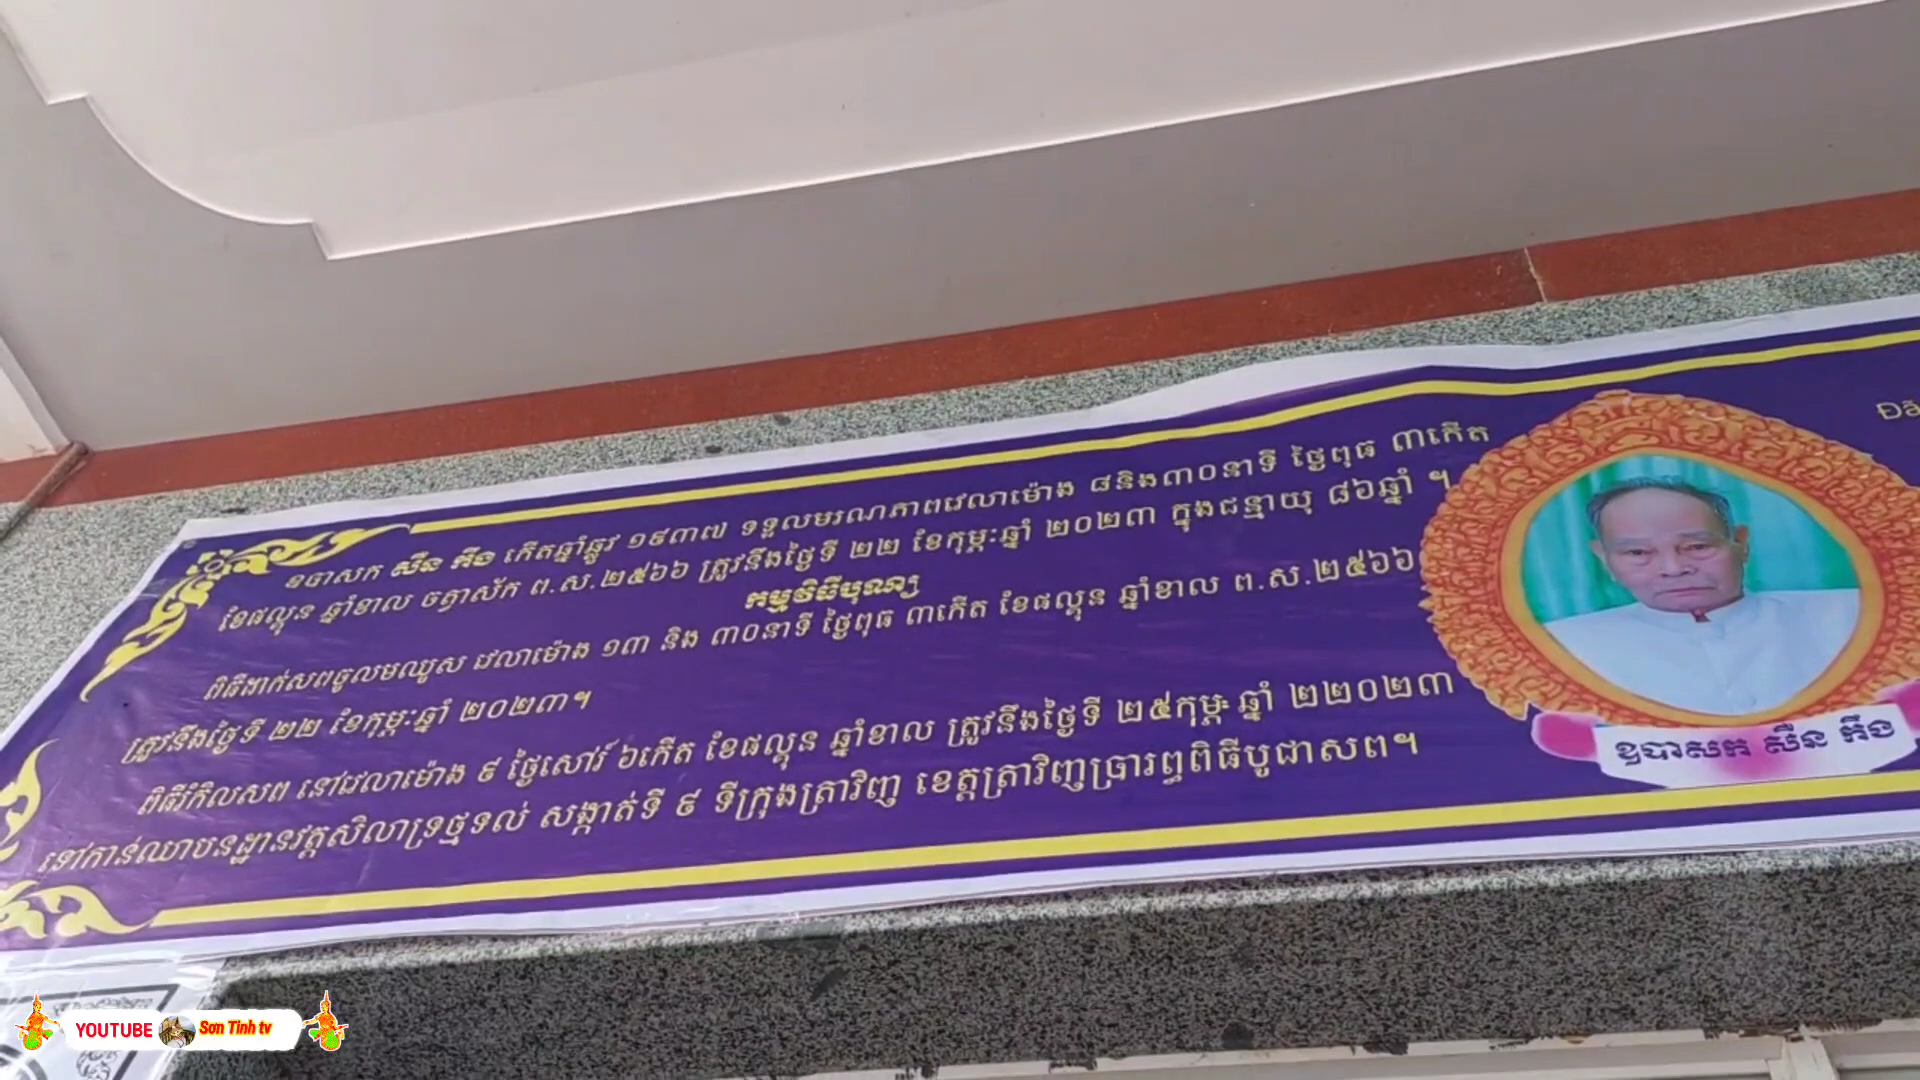 ឧបាសក សឺន កឹង កើតឆ្នាំឆ្លូវ ១៩៣៧ ទទួលមរណភាពវេលាម៉ោង ៨និង៣០នាទី ថ្ងៃពុធ ៣កើត
ខែផល្គុន ឆ្នាំខាល ចត្វាស័ក ព.ស.២៥៦៦ ត្រូវនឹងថ្ងៃទី ២២ ខែកុម្ភៈឆ្នាំ ២០២៣ ក្នុងជន្មាយុ ៨៦ឆ្នាំ ។
កម្មវិធីបុណ្យ
ពិធីដាក់សពចូលមឈូស វេលាម៉ោង ១៣ និង ៣០នាទី ថ្ងៃពុធ ៣កើត ខែផល្គុន ឆ្នាំខាល ព.ស.២៥៦៦
ត្រូវនឹងថ្ងៃទី ២២ ខែកុម្ភៈឆ្នាំ ២០២៣។
ពិធីរំកិលសព នៅវេលាម៉ោង ៩ ថ្ងៃសៅរ៍ ៦កើត ខែផល្គុន ឆ្នាំខាល ត្រូវនឹងថ្ងៃទី ២៥កុម្ភះ ឆ្នាំ ២២០២៣
ទៅកាន់ឈាបនដ្ឋានវត្តសិលាទ្រថ្មទល់ សង្កាត់ទី ៩ ទីក្រុងត្រាវិញ ខេត្តត្រាវិញប្រារព្ធពិធីបូជាសព។
ឧបាសក សឺន កឹង
YOUTUBE Sơn Tinh tv